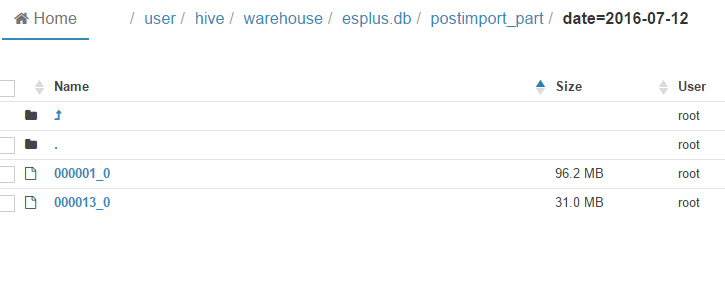 Home / user / hive / warehouse / esplus.db / postimport_part / date=2016-07-12
Name Size User
root
. root
000001_0 96.2 MB root
000013_0 31.0 MB root